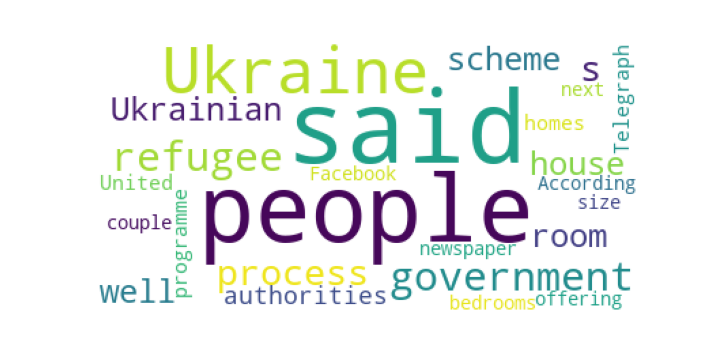 Ukraine
scheme
s
Telegraph
next
Ukrainian
said
homes
refugee
house
Facebook
United
people
According
size
programme
couple
room
newspaper
process
government
well
authorities
bedrooms
offering